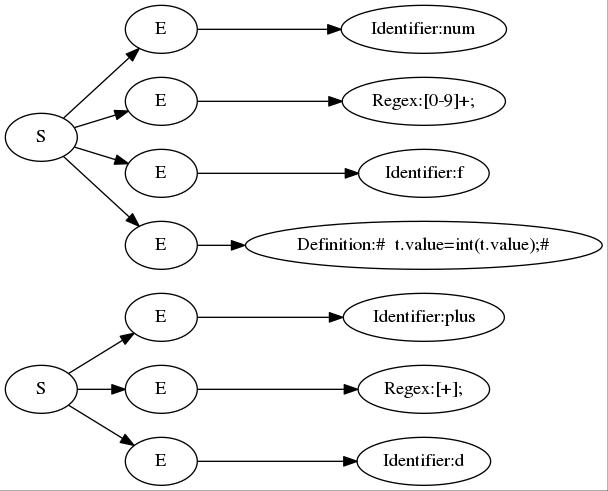 E
Identifier:num
E
Regex:[0-9]+;
S
E
Identifier:f
E
Definition:#  t.value=int(t.value);#
E
Identifier:plus
S
E
Regex:[+];
E
Identifier:d